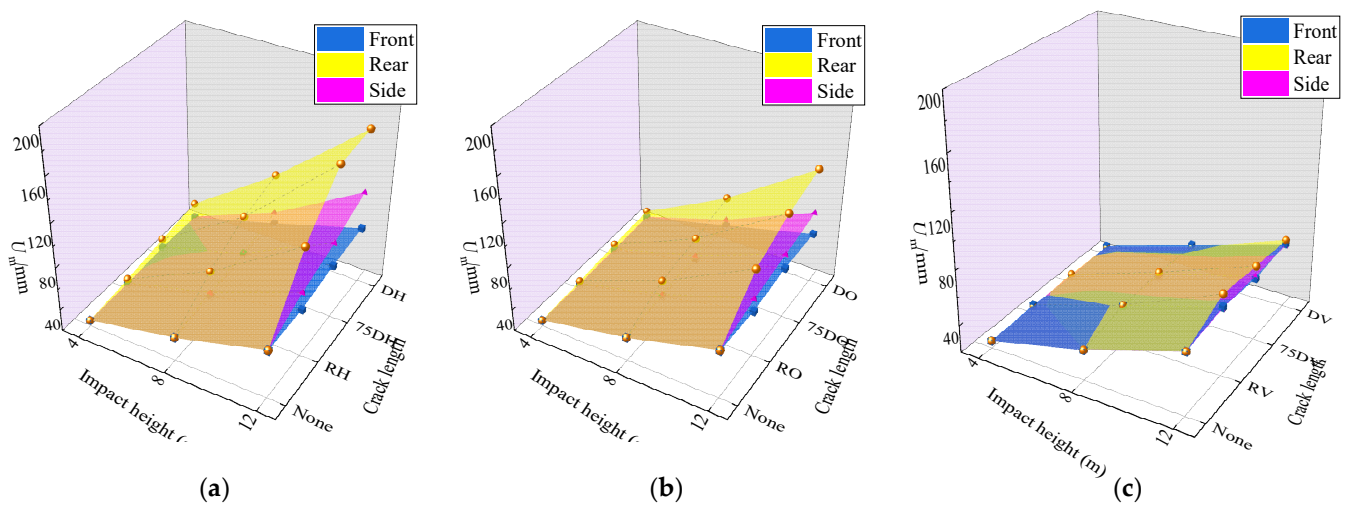 Front
Rear
Side
200
160
120
80
40
U m/mm
4
8
12
Impact height (
None
RH
75DH
DH
Crack length
(a)
Front
Rear
Side
200
160
120
80
40
U m/mm
4
8
12
Impact height (
None
RO
75DO
DO
Crack length
(b)
Front
Rear
Side
200
160
120
80
40
U m/mm
4
8
12
Impact height (m)
None
RV
75DV
DV
Crack length
(c)